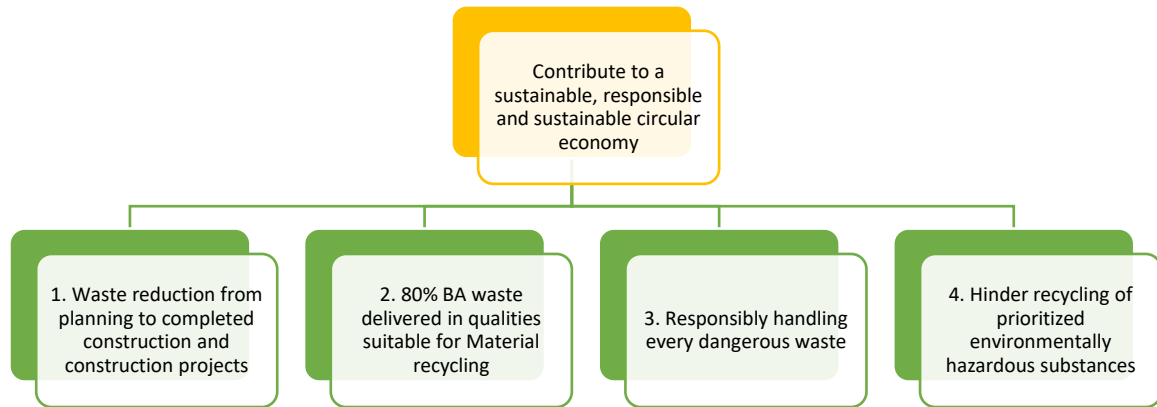 Contribute to a
sustainable, responsible
and sustainable circular
economy
1. Waste reduction from
planning to completed
construction and
construction projects
2. 80% BA waste
delivered in qualities
suitable for Material
recycling
3. Responsibly handling
every dangerous waste
4. Hinder recycling of
prioritized
environmentally
hazardous substances